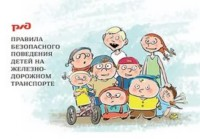 ржд
ПРАВИЛА
БЕЗОПАСНОГО
ПОВЕДЕНИЯ
ДЕТЕЙ НА
ЖЕЛЕЗНО-
ДОРОЖНОМ
ТРАНСПОРТЕ